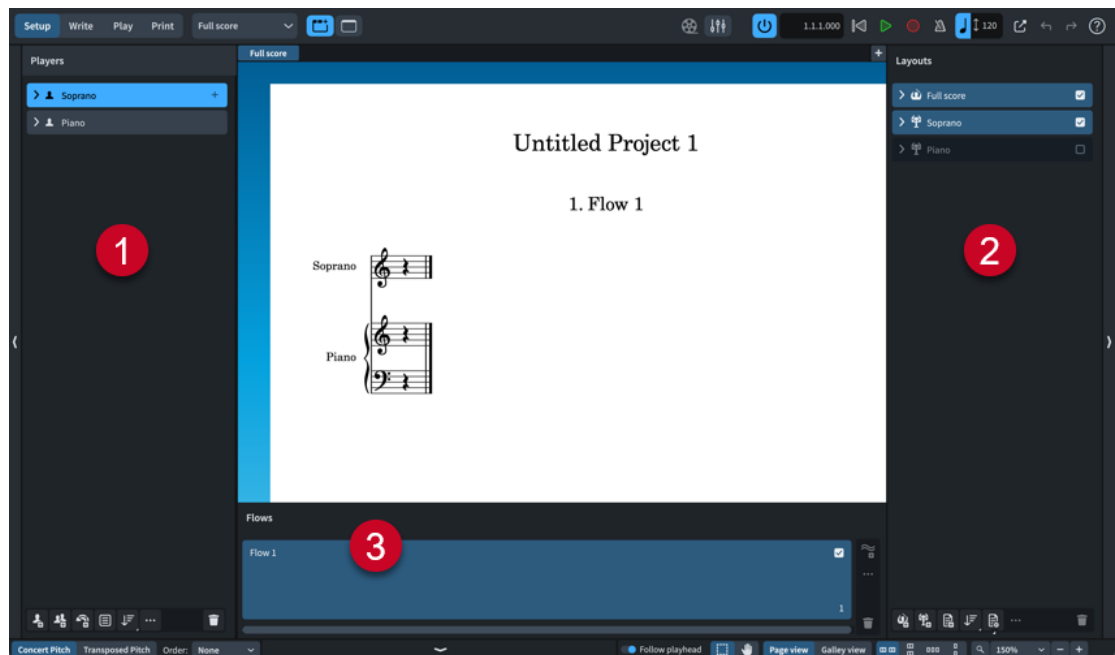 Setup Write Play Print Full score 1.1.1.000 120
Players
Full score
Layouts
Soprano
Piano
1
Untitled Project 1
1. Flow 1
Soprano
Piano
Full score
Soprano
Piano
2
Flows
Flow 1
3
1
Concert Pitch Transposed Pitch Order: None Follow playhead Page view Galley view 150%